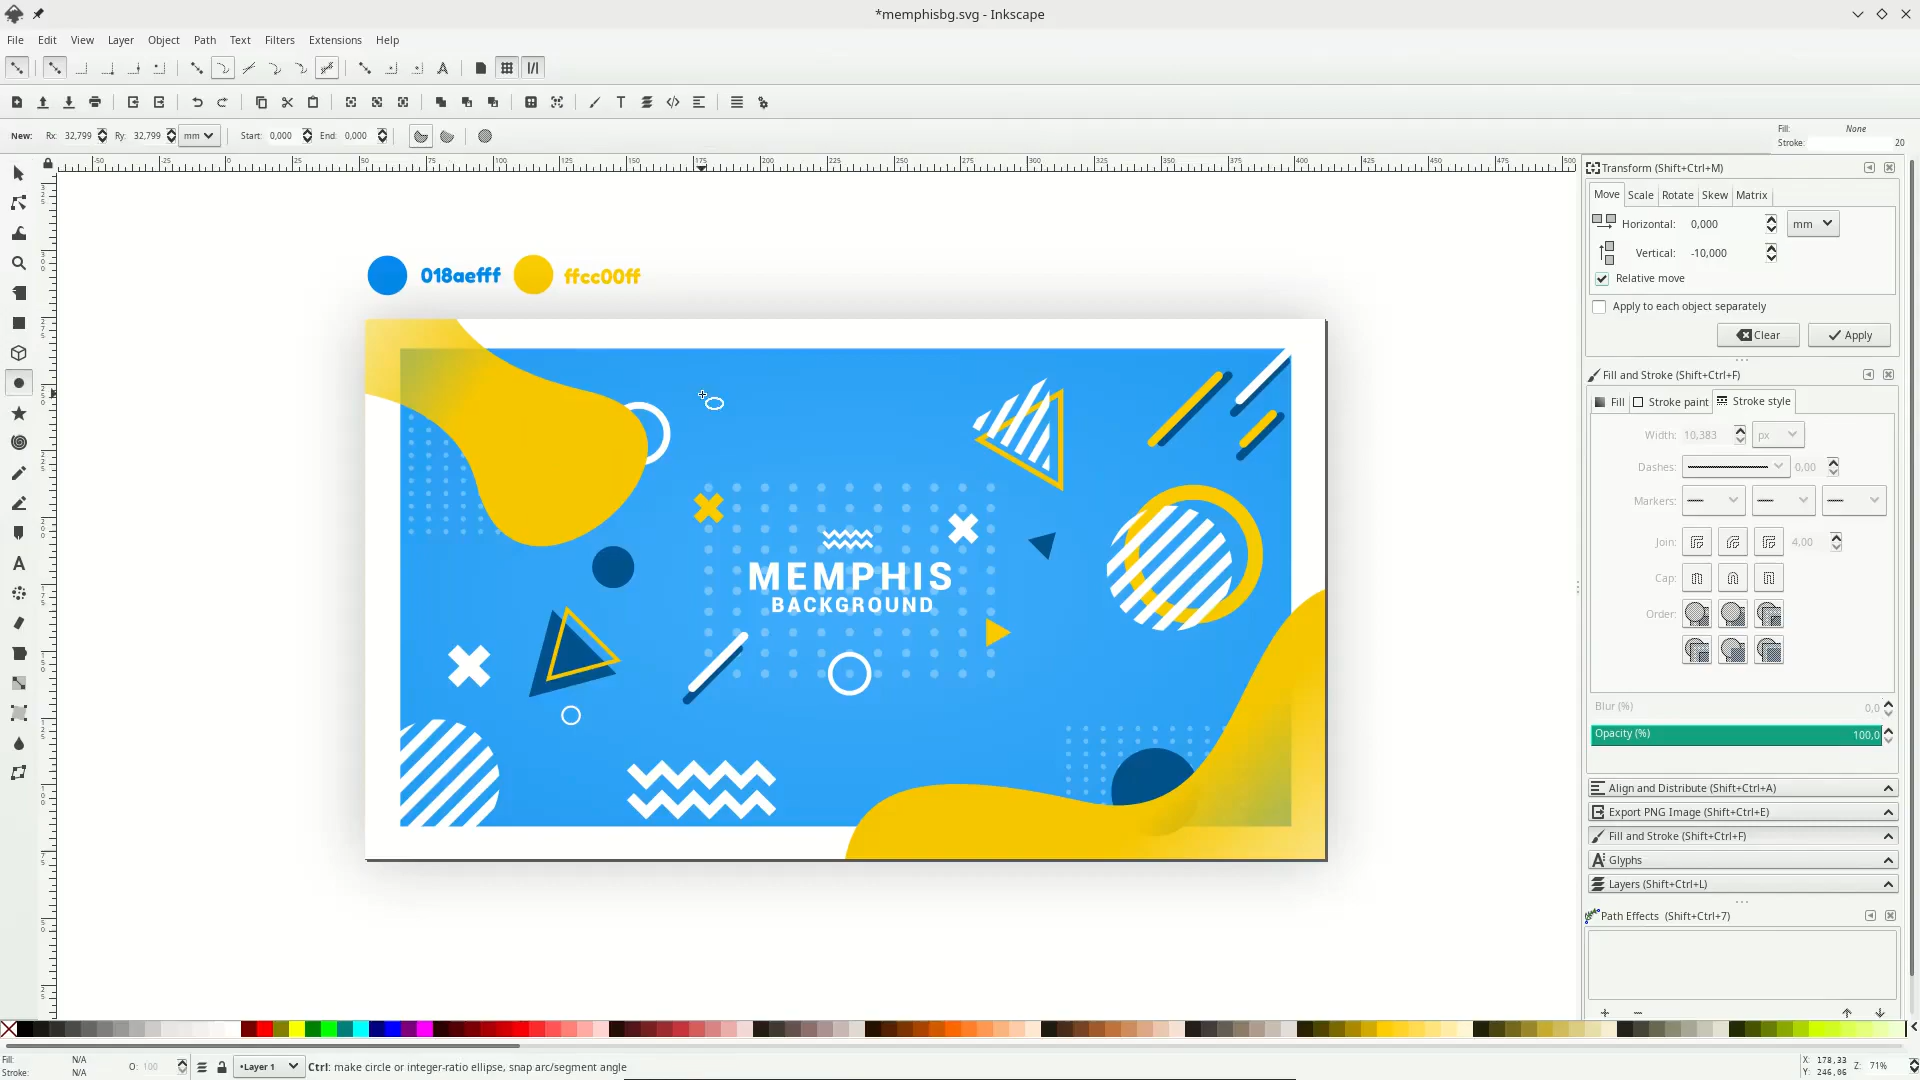 *memphisbg.svg - Inkscape
File Edit View Layer Object Path Text Filters Extensions Help
New: Rx: 32,799 Ry: 32,799 mm Start: 0,000 End: 0,000
Fill: None
Stroke: 20
Transform (Shift+Ctrl+M)
Move Scale Rotate Skew Matrix
Horizontal: 0,000 mm
Vertical: -10,000
Relative move
Apply to each object separately
Clear Apply
Fill and Stroke (Shift+Ctrl+F)
Fill Stroke paint Stroke style
Width: 10,383 px
Dashes: 0,00
Markers:
Join: 4,00
Cap:
Order:
Blur (%) 0,0
Opacity (%) 100,0
Align and Distribute (Shift+Ctrl+A)
Export PNG Image (Shift+Ctrl+E)
Fill and Stroke (Shift+Ctrl+F)
Glyphs
Layers (Shift+Ctrl+L)
Path Effects (Shift+Ctrl+7)
018aefff ffcc00ff
MEMPHIS
BACKGROUND
Fill: N/A
Stroke: N/A
O: 100
•Layer 1
Ctrl: make circle or integer-ratio ellipse, snap arc/segment angle
X: 178,33
Y: 246,06
Z: 71%